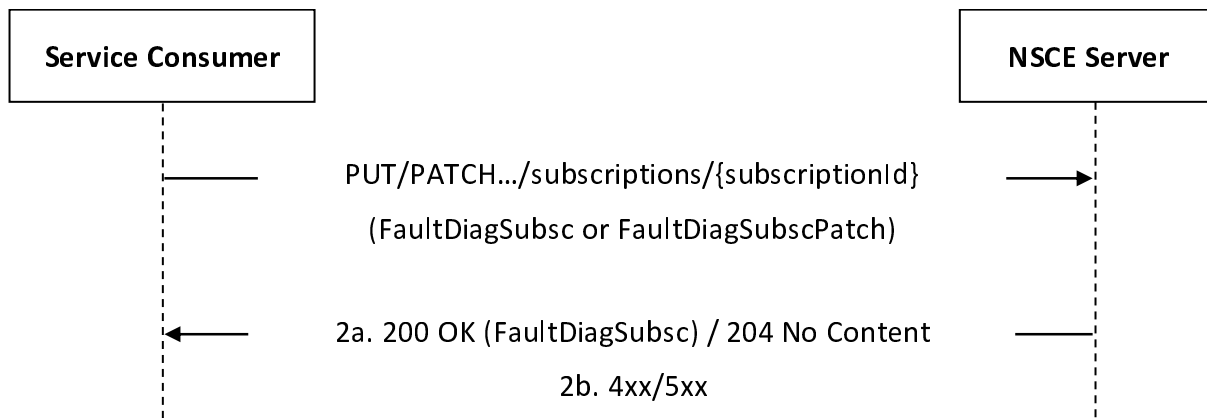 Service Consumer
NSCE Server
PUT/PATCH.../subscriptions/{subscriptionId}
(FaultDiagSubsc or FaultDiagSubscPatch)
2a. 200 OK (FaultDiagSubsc) / 204 No Content
2b. 4xx/5xx